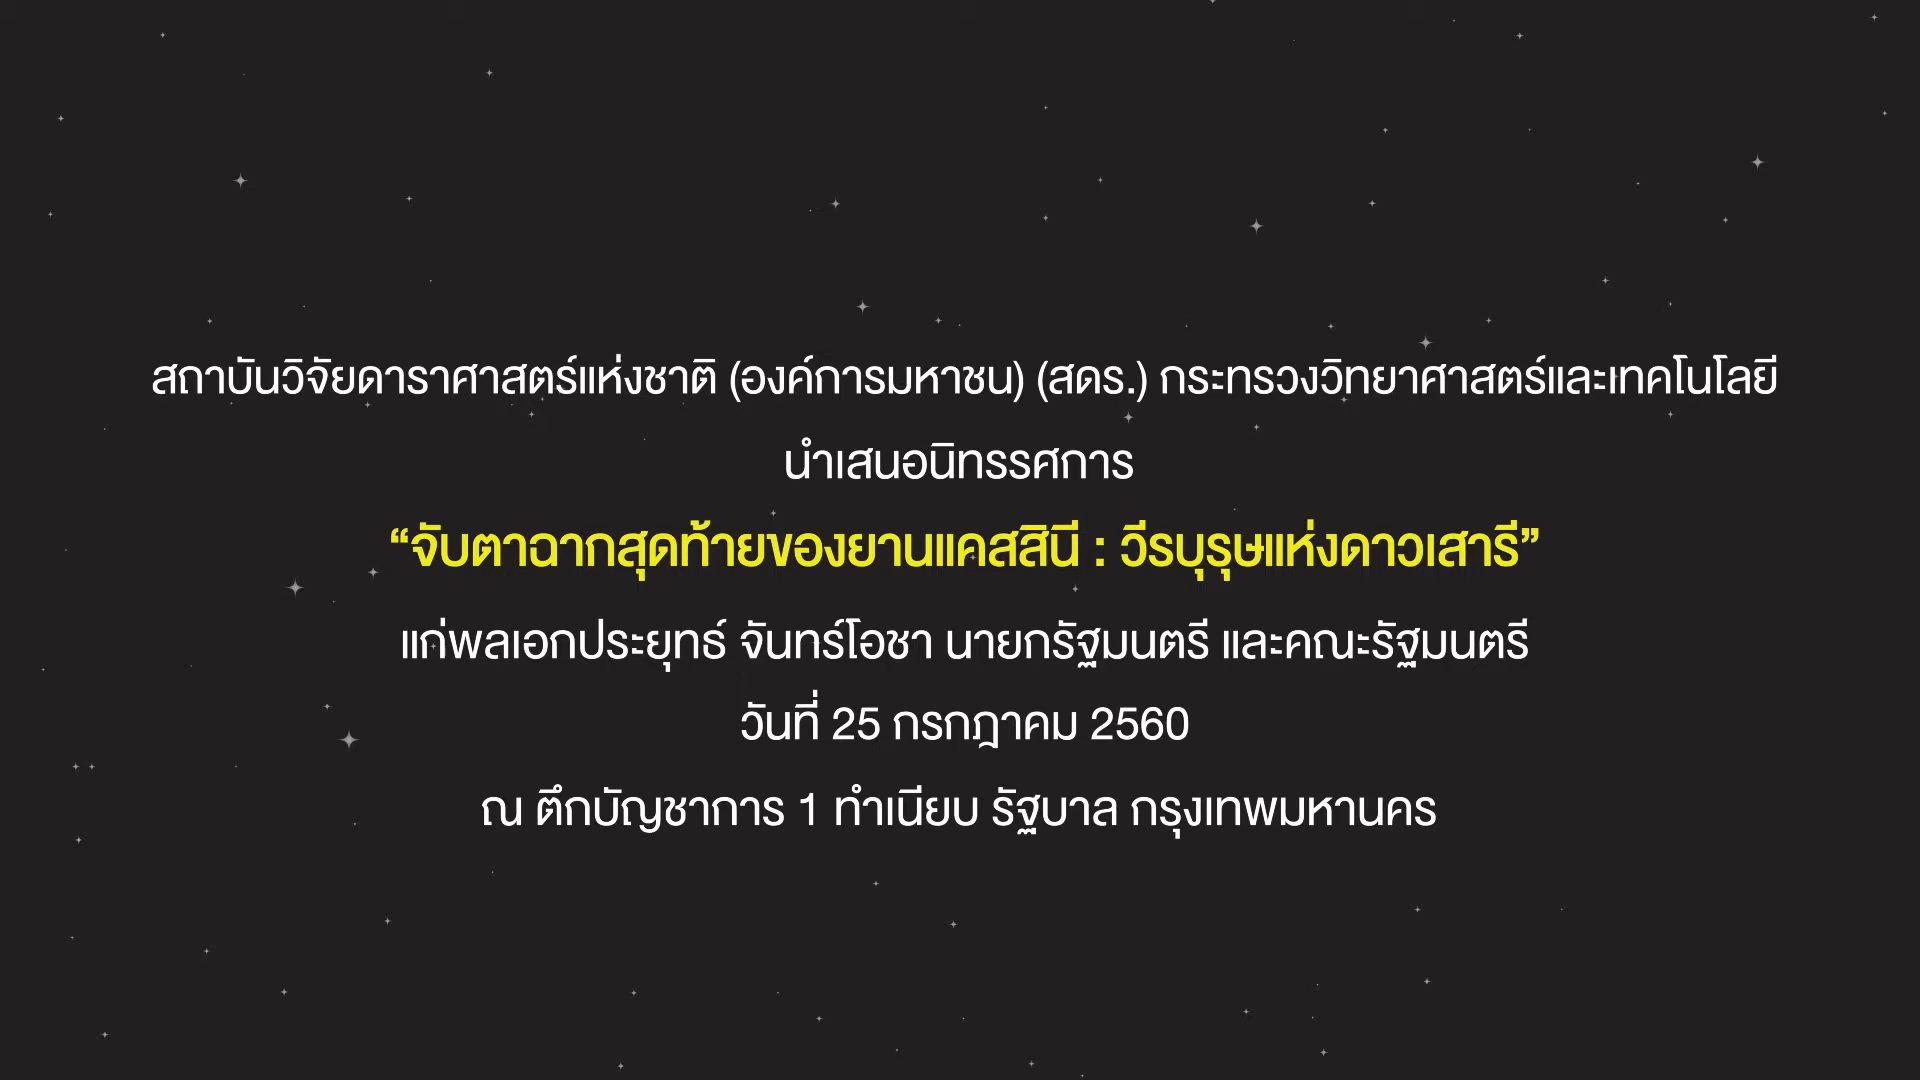 สถาบันวิจัยดาราศาสตร์แห่งชาติ (องค์การมหาชน) (สดร.) กระทรวงวิทยาศาสตร์และเทคโนโลยี
นำเสนอนิทรรศการ
“จับตาฉากสุดท้ายของยานแคสสินี : วีรบุรุษแห่งดาวเสาร์”
แก่พลเอกประยุทธ์ จันทร์โอชา นายกรัฐมนตรี และคณะรัฐมนตรี
วันที่ 25 กรกฎาคม 2560
ณ ตึกบัญชาการ 1 ทำเนียบ รัฐบาล กรุงเทพมหานคร